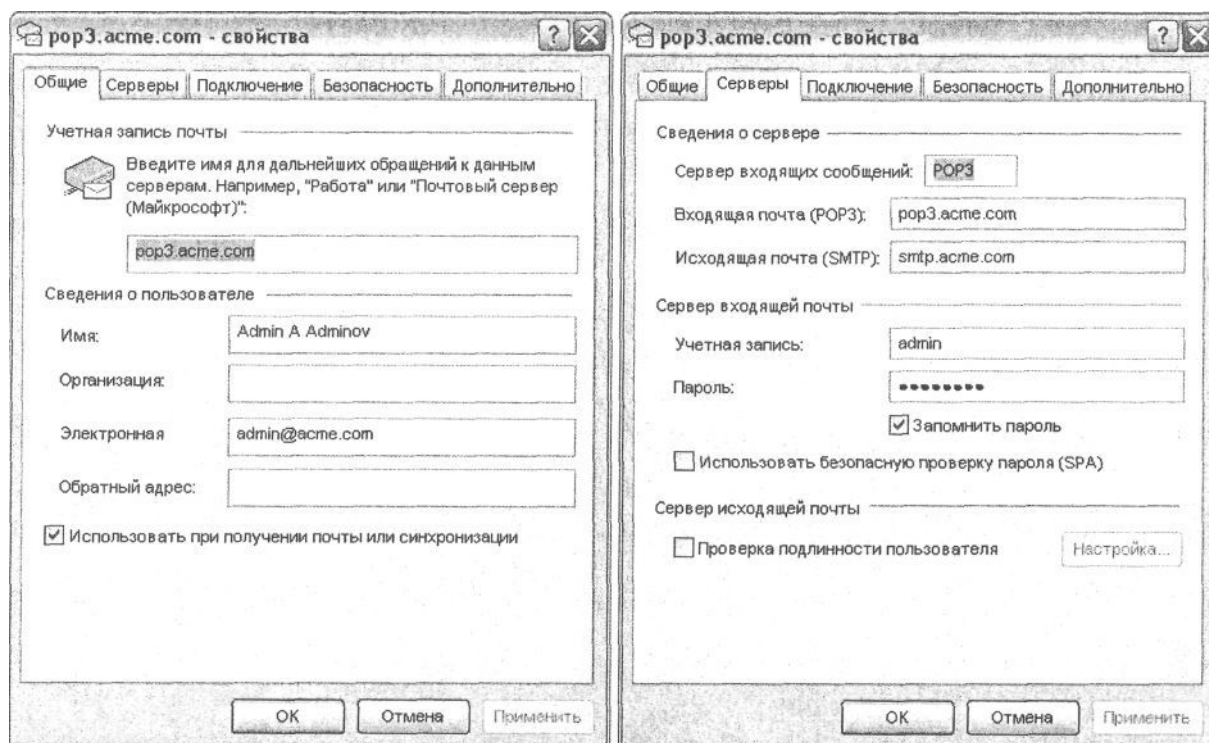 pop3.acme.com - свойства
Общие Серверы Подключение Безопасность Дополнительно
Учетная запись почты
Введите имя для дальнейших обращений к данным
серверам. Например, "Работа" или "Почтовый сервер
(Майкрософт)":
pop3.acme.com
Сведения о пользователе
Имя: Admin A Adminov
Организация:
Электронная admin@acme.com
Обратный адрес:
Использовать при получении почты или синхронизации
ОК Отмена Применить
pop3.acme.com - свойства
Общие Серверы Подключение Безопасность Дополнительно
Сведения о сервере
Сервер входящих сообщений: POP3
Входящая почта (POP3): pop3.acme.com
Исходящая почта (SMTP): smtp.acme.com
Сервер входящей почты
Учетная запись: admin
Пароль: ●●●●●●●●
Запомнить пароль
Использовать безопасную проверку пароля (SPA)
Сервер исходящей почты
Проверка подлинности пользователя Настройка...
ОК Отмена Применить